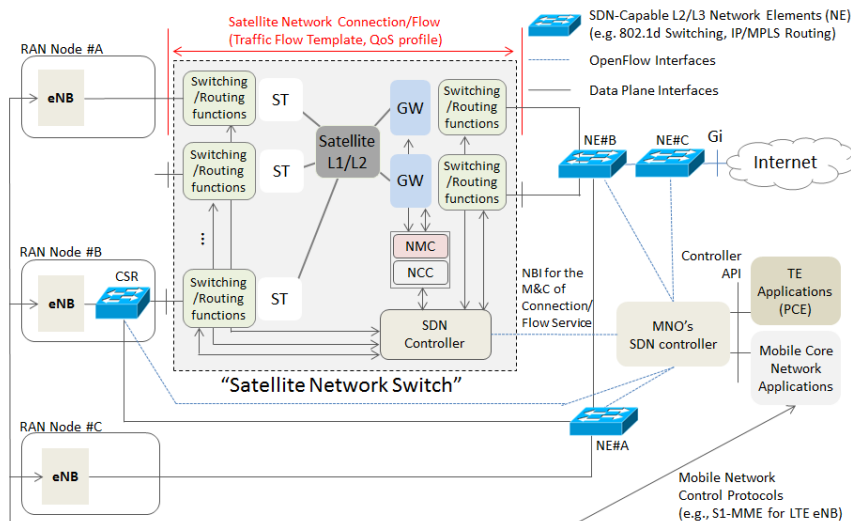 Satellite Network Connection/Flow
(Traffic Flow Template, QoS profile)
SDN-Capable L2/L3 Network Elements (NE)
(e.g. 802.1d Switching, IP/MPLS Routing)
OpenFlow Interfaces
Data Plane Interfaces
RAN Node #A
eNB
Switching
/Routing
functions
ST
Switching
/Routing
functions
ST
...
Switching
/Routing
functions
ST
Satellite
L1/L2
GW
GW
Switching
/Routing
functions
Switching
/Routing
functions
NMC
NCC
SDN
Controller
"Satellite Network Switch"
RAN Node #B
eNB
CSR
RAN Node #C
eNB
NE#B
NE#C
Gi
Internet
NBI for the
M&C of
Connection/
Flow Service
Controller
API
MNO's
SDN controller
TE
Applications
(PCE)
Mobile Core
Network
Applications
NE#A
Mobile Network
Control Protocols
(e.g., S1-MME for LTE eNB)